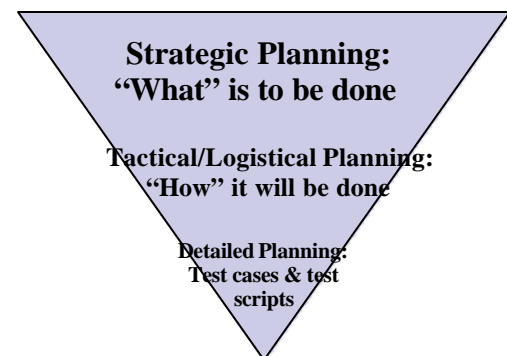 Strategic Planning:
“What” is to be done
Tactical/Logistical Planning:
“How” it will be done
Detailed Planning:
Test cases & test
scripts